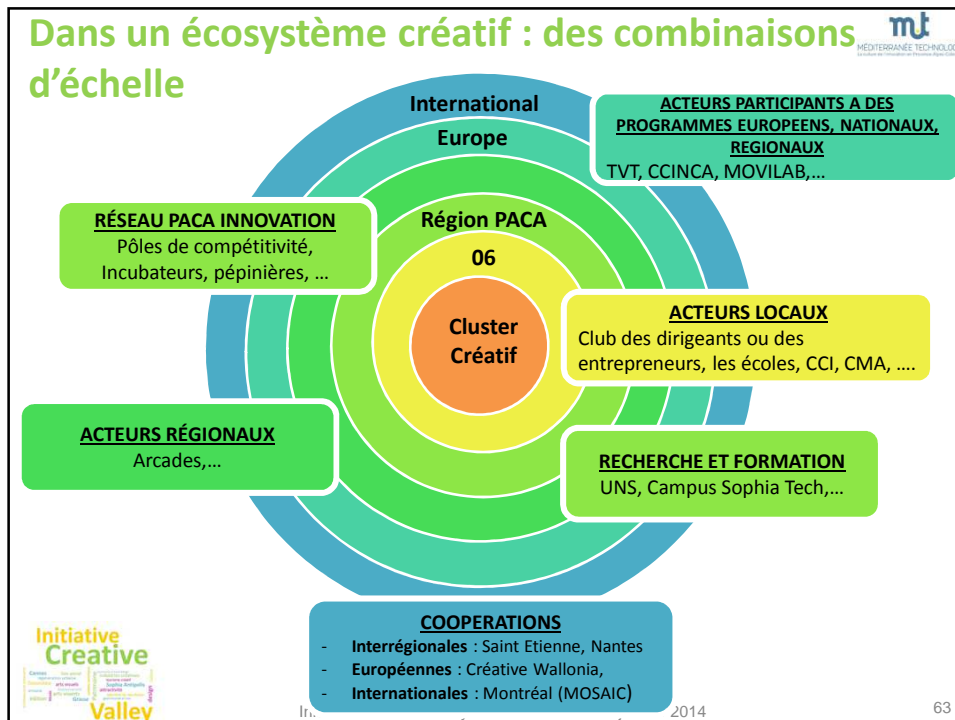 Dans un écosystème créatif : des combinaisons
d’échelle
mt
MÉDITERRANÉE TECHNOLOG
International
Europe
Région PACA
06
Cluster
Créatif
ACTEURS PARTICIPANTS A DES
PROGRAMMES EUROPEENS, NATIONAUX,
REGIONAUX
TVT, CCINCA, MOVILAB,...
RÉSEAU PACA INNOVATION
Pôles de compétitivité,
Incubateurs, pépinières, ...
ACTEURS LOCAUX
Club des dirigeants ou des
entrepreneurs, les écoles, CCI, CMA, ....
ACTEURS RÉGIONAUX
Arcades,...
RECHERCHE ET FORMATION
UNS, Campus Sophia Tech,...
COOPERATIONS
- Interrégionales : Saint Etienne, Nantes
- Européennes : Créative Wallonia,
- Internationales : Montréal (MOSAIC)
Initiative
Creative
Valley
2014
63